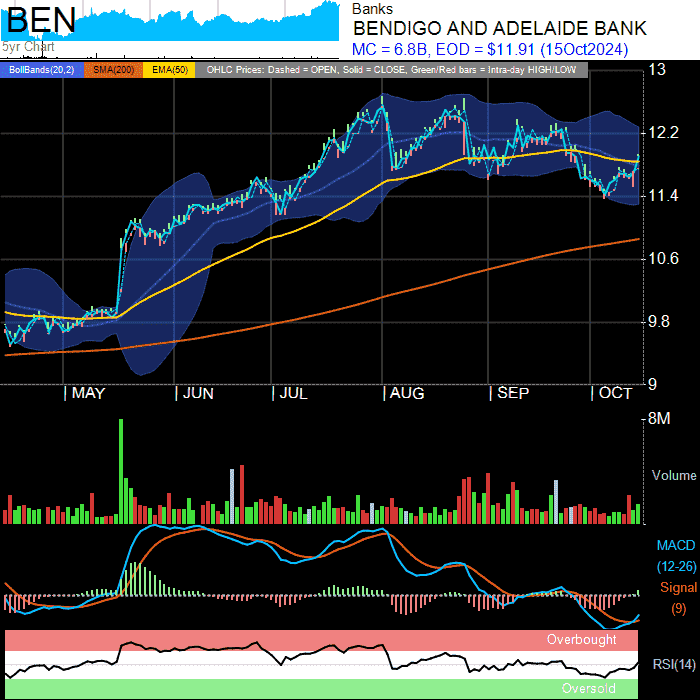 BEN
5yr Chart
Banks
BENDIGO AND ADELAIDE BANK
MC = 6.8B, EOD = $11.91 (15Oct2024)
BollBands(20,2) SMA(200) EMA(50) OHLC Prices: Dashed = OPEN, Solid = CLOSE, Green/Red bars = Intra-day HIGH/LOW
13
12.2
11.4
10.6
9.8
9
MAY JUN JUL AUG SEP OCT
8M
Volume
MACD
(12-26)
Signal
(9)
Overbought
RSI(14)
Oversold